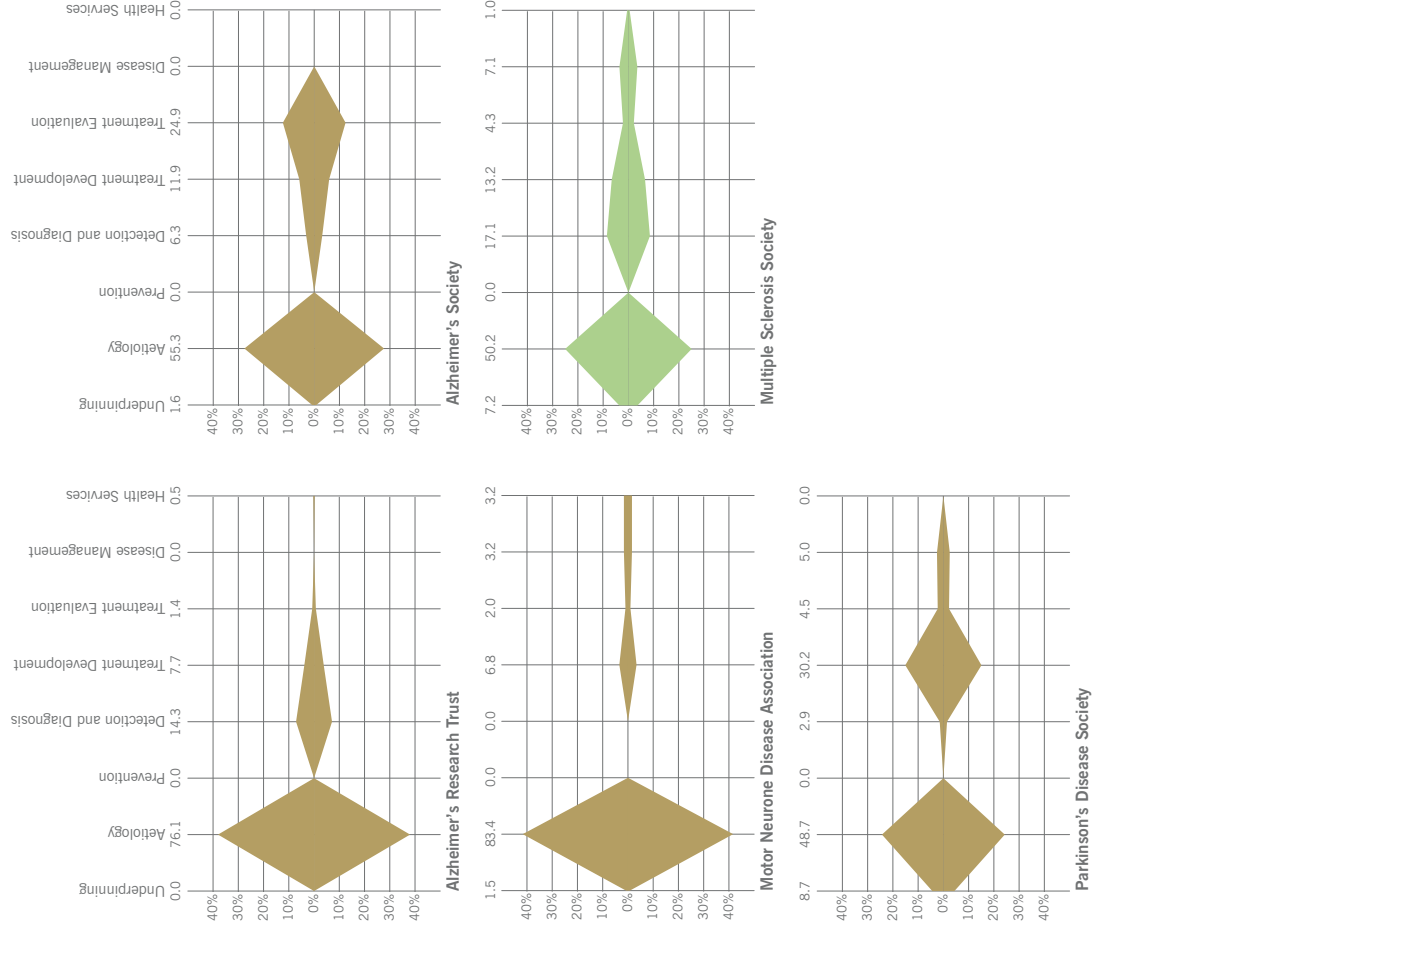 Alzheimer's Society
Health Services 0.0
Disease Management 0.0
Treatment Evaluation 24.9
Treatment Development 11.9
Detection and Diagnosis 6.3
Prevention 0.0
Aetiology 55.3
Underpinning 1.6
40% 30% 20% 10% 0% 10% 20% 30% 40%
Multiple Sclerosis Society
1.0
7.1
4.3
13.2
17.1
0.0
50.2
7.2
40% 30% 20% 10% 0% 10% 20% 30% 40%
Alzheimer's Research Trust
Health Services 0.5
Disease Management 0.0
Treatment Evaluation 1.4
Treatment Development 7.7
Detection and Diagnosis 14.3
Prevention 0.0
Aetiology 76.1
Underpinning 0.0
40% 30% 20% 10% 0% 10% 20% 30% 40%
Motor Neurone Disease Association
3.2
3.2
2.0
6.8
0.0
0.0
83.4
1.5
40% 30% 20% 10% 0% 10% 20% 30% 40%
Parkinson's Disease Society
0.0
5.0
4.5
30.2
2.9
0.0
48.7
8.7
40% 30% 20% 10% 0% 10% 20% 30% 40%